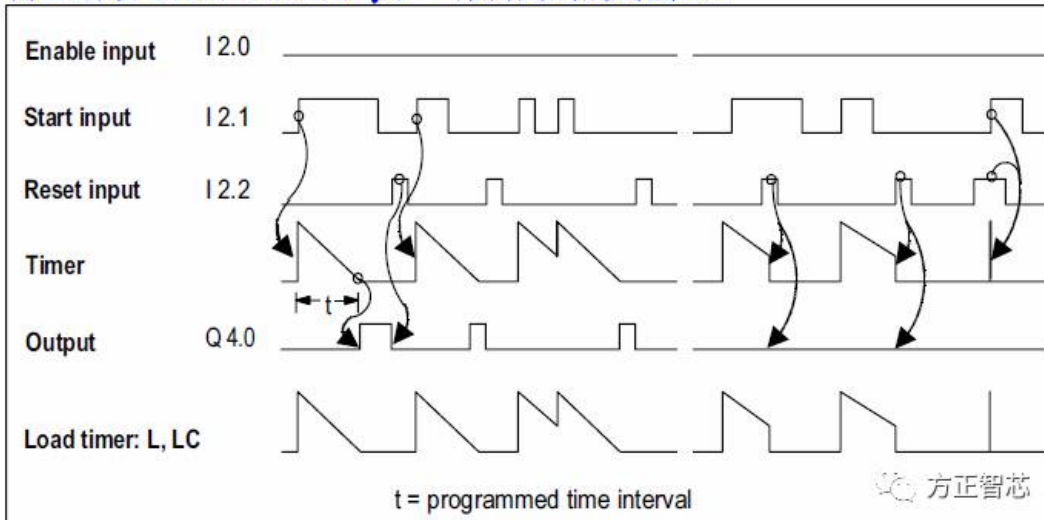 Enable input I 2.0
Start input I 2.1
Reset input I 2.2
Timer
t
Output Q 4.0
Load timer: L, LC
t = programmed time interval
方正智芯